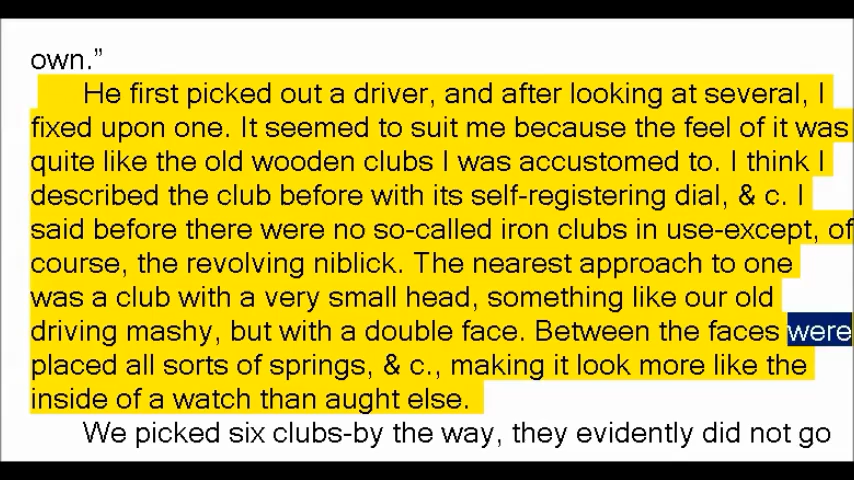 own.”
He first picked out a driver, and after looking at several, I
fixed upon one. It seemed to suit me because the feel of it was
quite like the old wooden clubs I was accustomed to. I think I
described the club before with its self-registering dial, & c. I
said before there were no so-called iron clubs in use-except, of
course, the revolving niblick. The nearest approach to one
was a club with a very small head, something like our old
driving mashy, but with a double face. Between the faces were
placed all sorts of springs, & c., making it look more like the
inside of a watch than aught else.
We picked six clubs-by the way, they evidently did not go